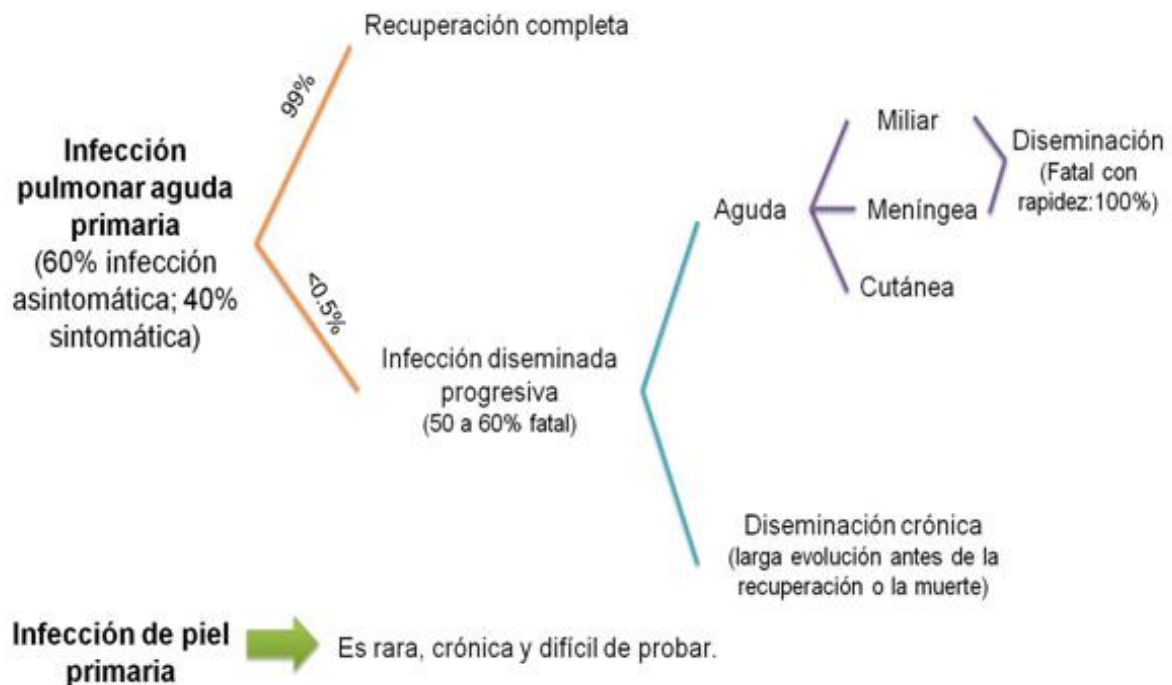 Recuperación completa
99%
Infección
pulmonar aguda
primaria
(60% infección
asintomática; 40%
sintomática)
<0.5%
Infección diseminada
progresiva
(50 a 60% fatal)
Aguda
Miliar
Meníngea
Cutánea
Diseminación
(Fatal con
rapidez:100%)
Diseminación crónica
(larga evolución antes de la
recuperación o la muerte)
Infección de piel
primaria
Es rara, crónica y difícil de probar.